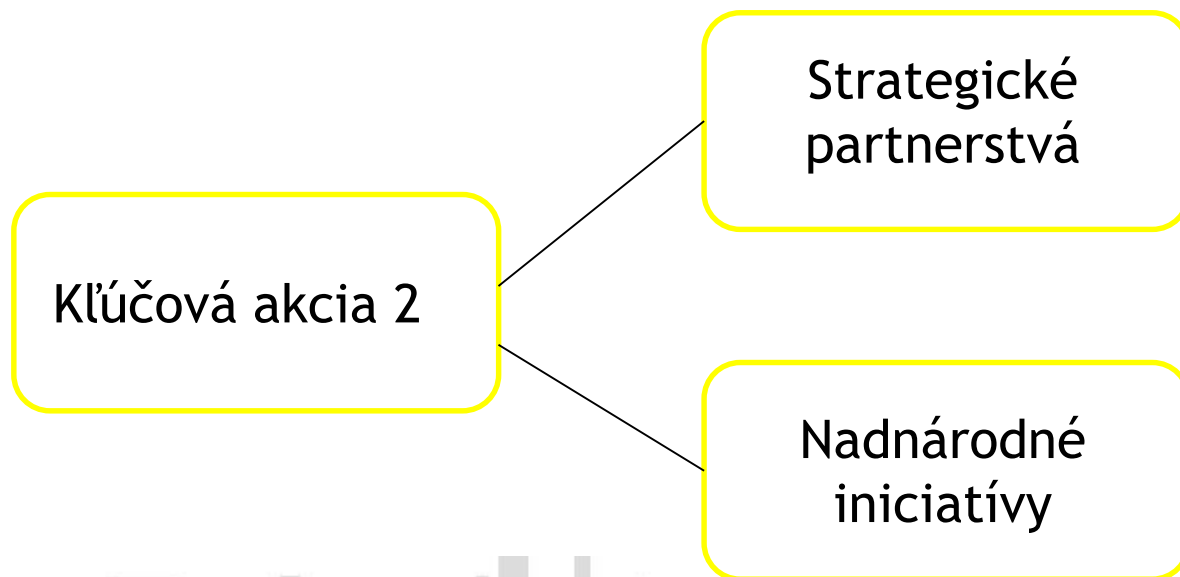 Strategické
partnerstvá
Kľúčová akcia 2
Nadnárodné
iniciatívy